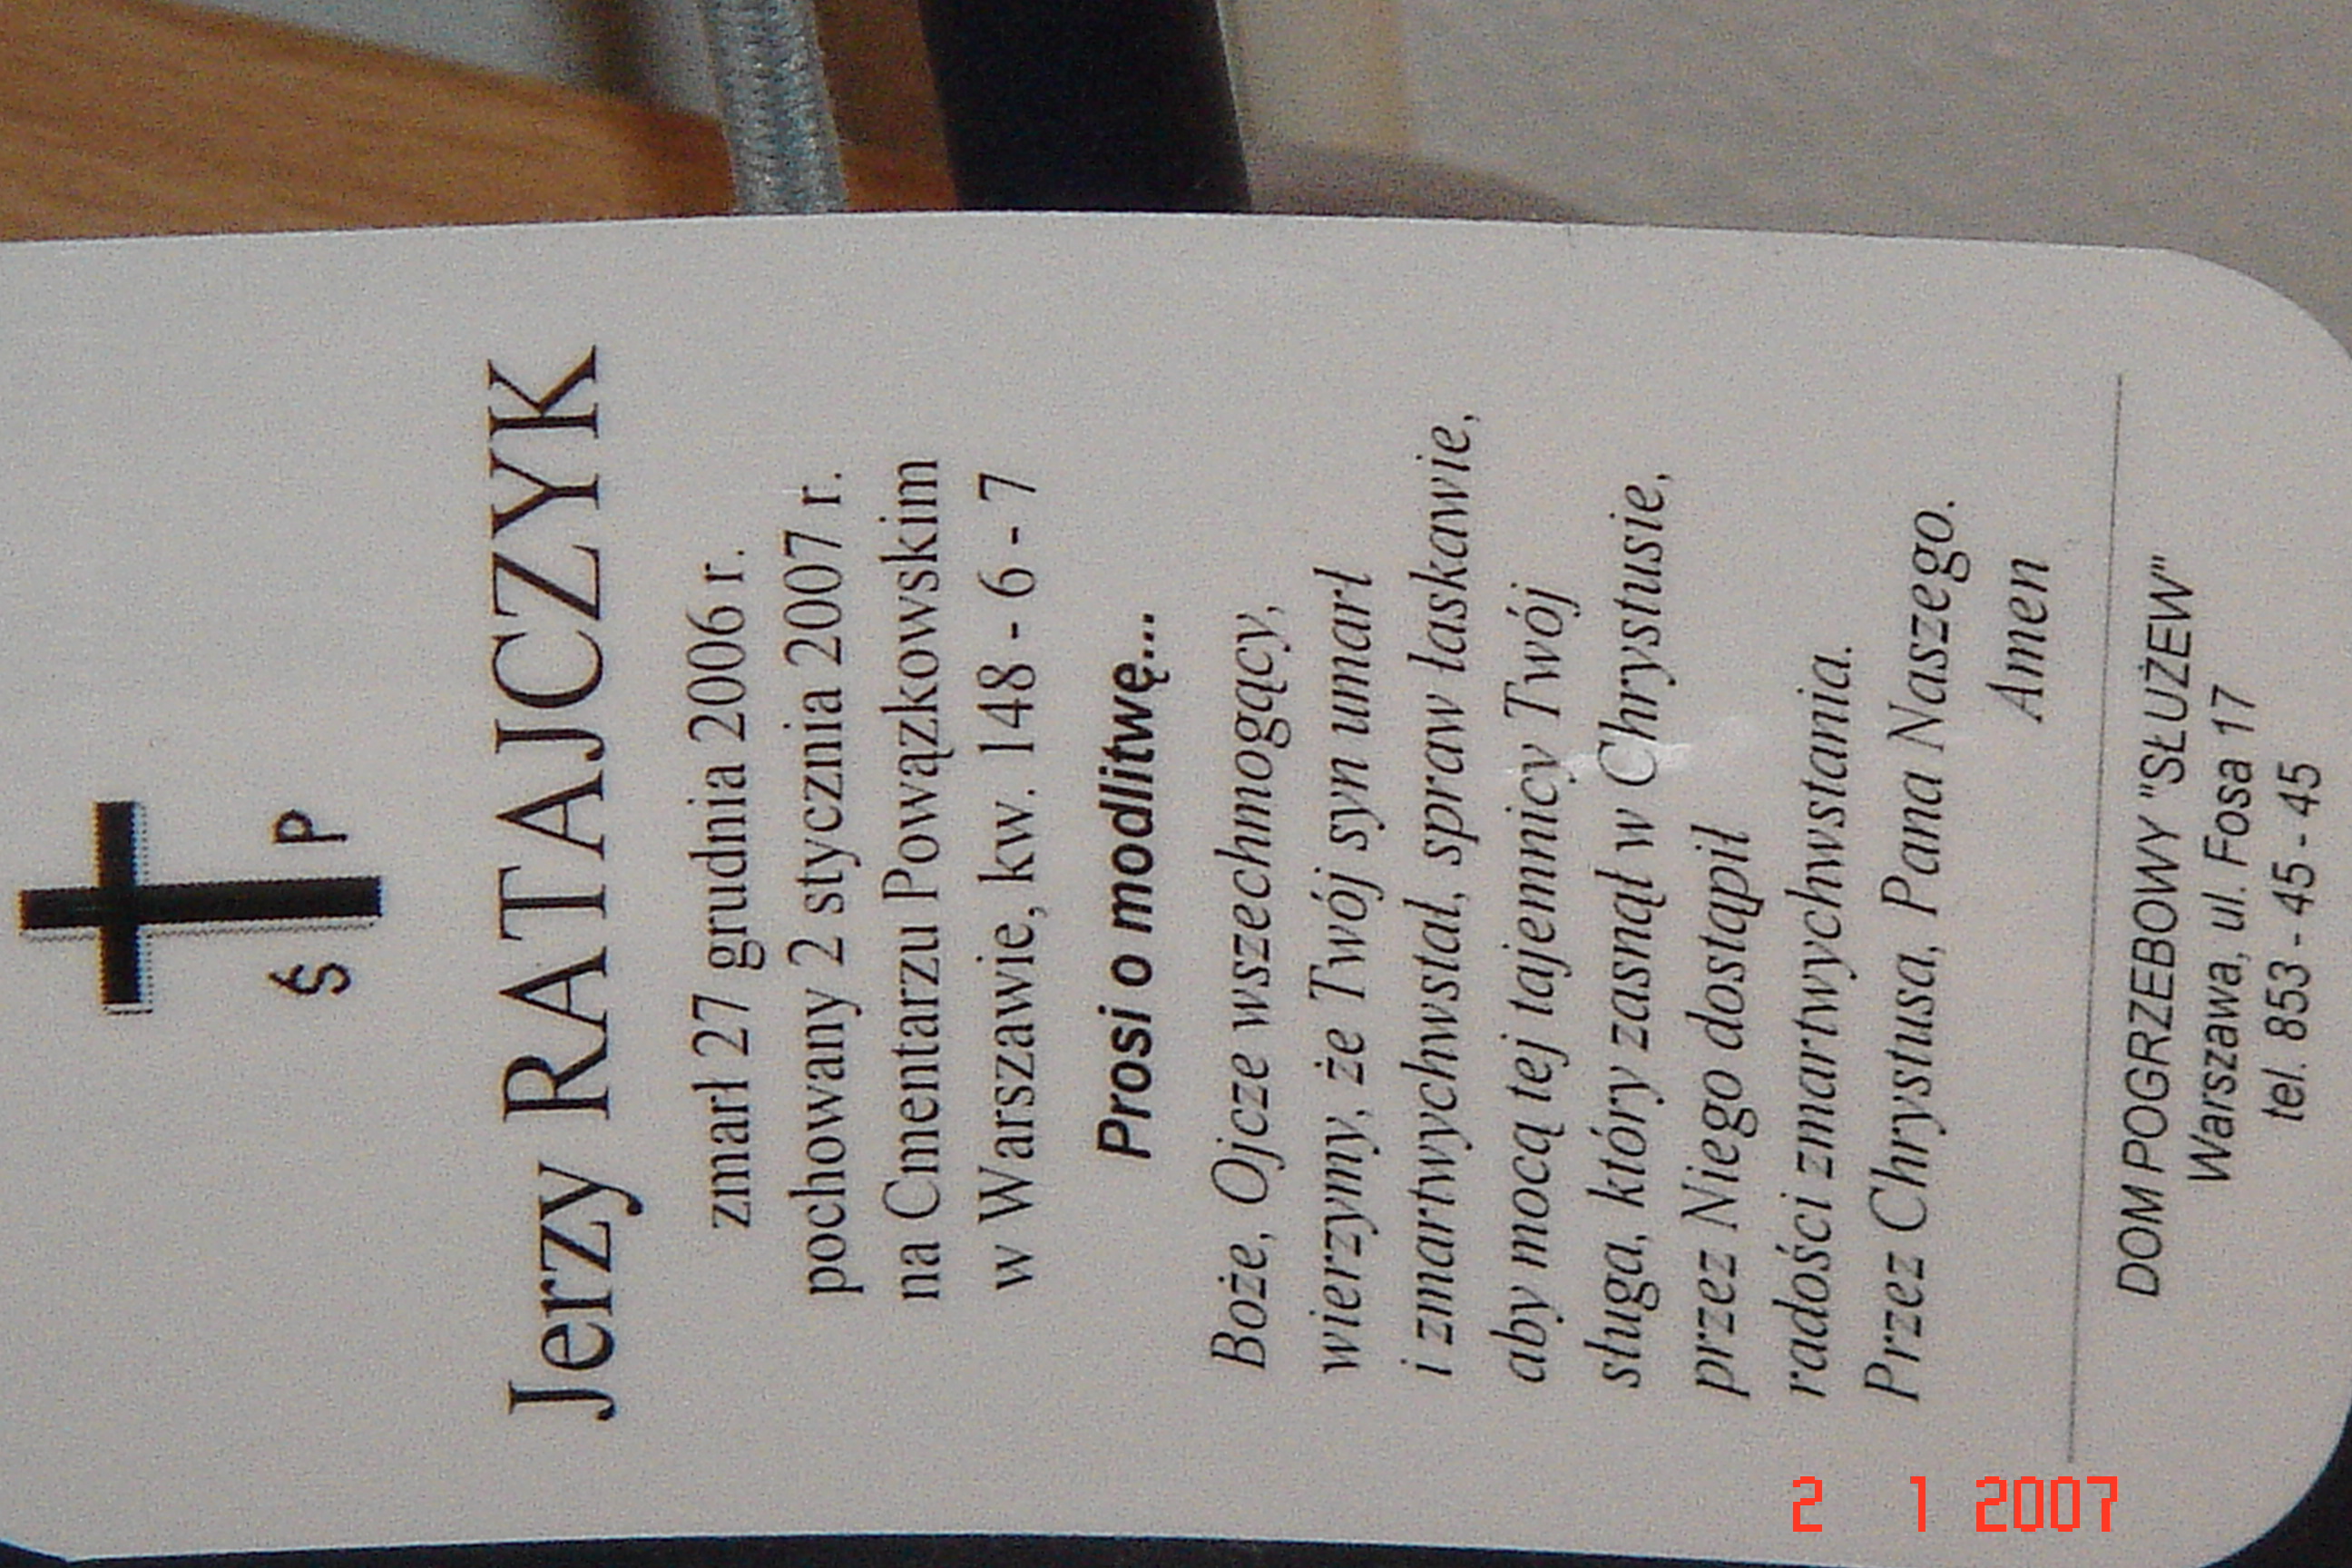 Ś P
Jerzy RATAJCZYK
zmarł 27 grudnia 2006 r.
pochowany 2 stycznia 2007 r.
na Cmentarzu Powązkowskim
w Warszawie, kw. 148 - 6 - 7
Prosi o modlitwę...
Boże, Ojcze wszechmogący,
wierzymy, że Twój syn umarł
i zmartwychwstał, spraw łaskawie,
aby mocą tej tajemnicy Twój
sługa, który zasnął w Chrystusie,
przez Niego dostąpił
radości zmartwychwstania.
Przez Chrystusa, Pana Naszego.
Amen
DOM POGRZEBOWY "SŁUŻEW"
Warszawa, ul. Fosa 17
tel. 853 - 45 - 45
2 1 2007